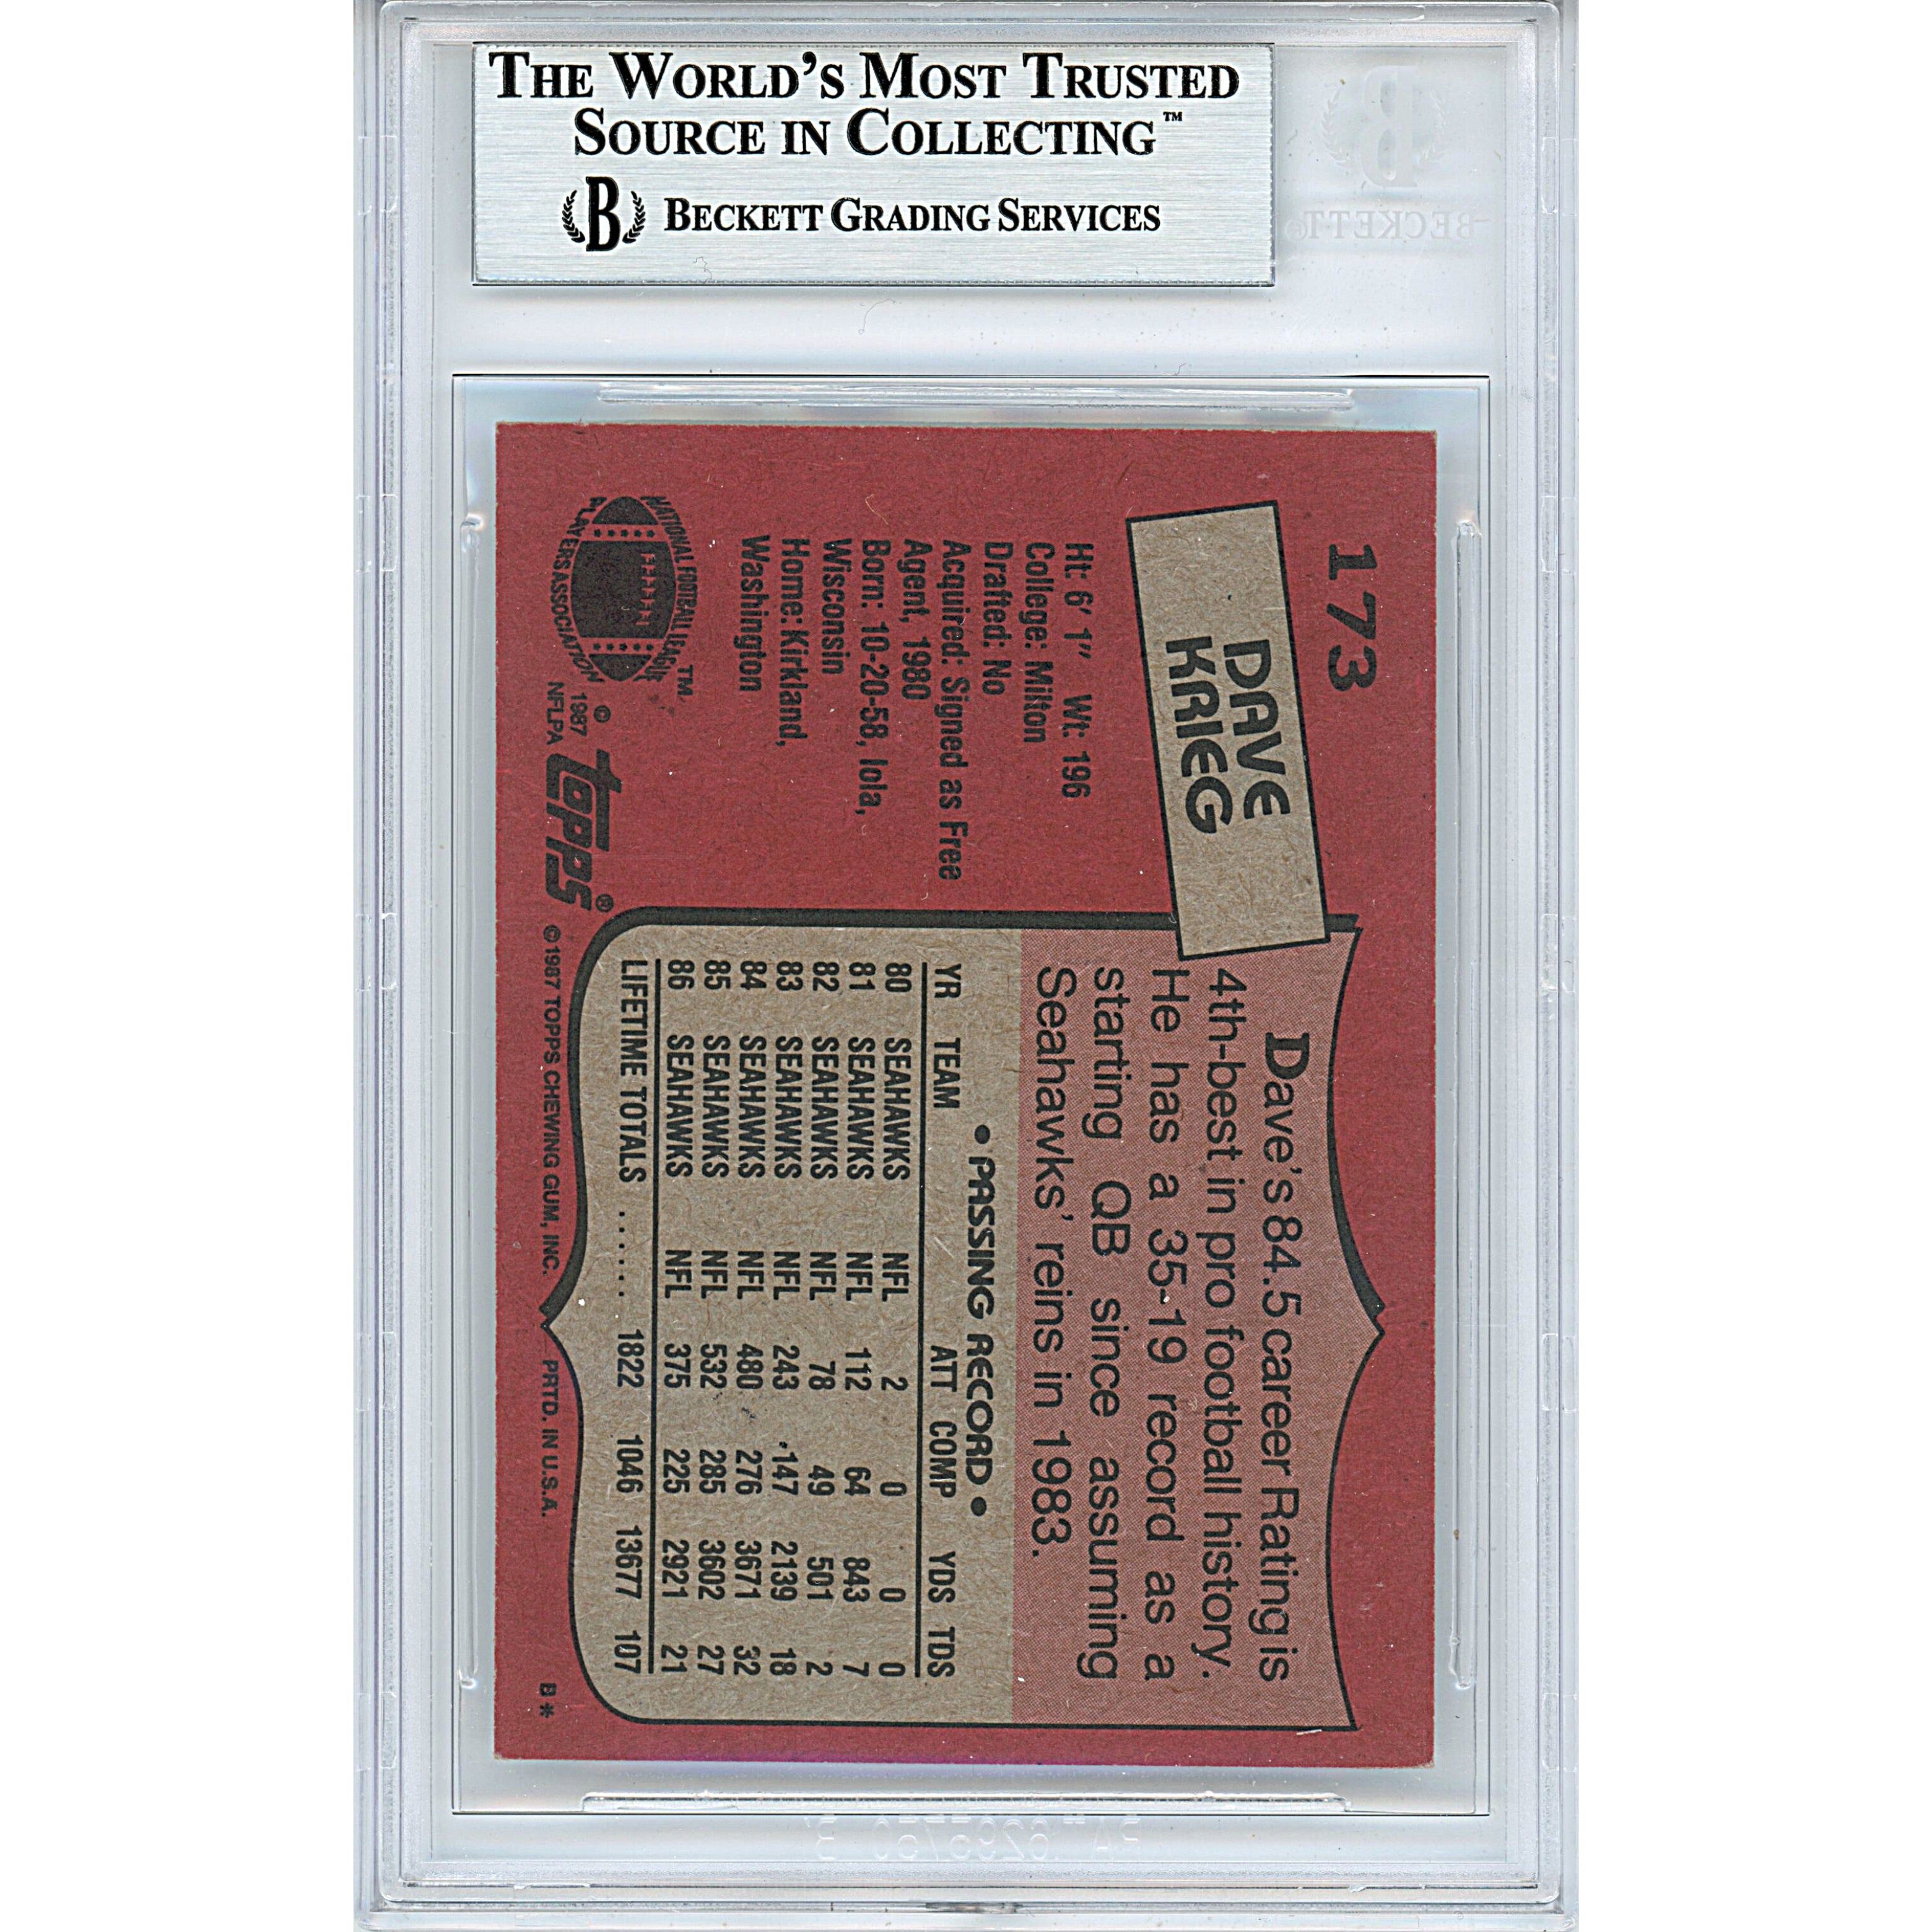 THE WORLD'S MOST TRUSTED
SOURCE IN COLLECTING™
B BECKETT GRADING SERVICES
BECKETT
173
DAVE
KRIEG
Ht: 6' 1" Wt: 196
College: Milton
Drafted: No
Acquired: Signed as Free
Agent, 1980
Born: 10-20-58, Iola,
Wisconsin
Home: Kirkland,
Washington
NATIONAL FOOTBALL LEAGUE
PLAYERS ASSOCIATION
™
© 1987
NFLPA
topps®
Dave's 84.5 career Rating is
4th-best in pro football history.
He has a 35-19 record as a
starting QB since assuming
Seahawks' reins in 1983.
• PASSING RECORD •
YR TEAM ATT COMP YDS TDS
80 SEAHAWKS NFL 2 0 0 0
81 SEAHAWKS NFL 112 64 843 7
82 SEAHAWKS NFL 78 49 501 2
83 SEAHAWKS NFL 243 147 2139 18
84 SEAHAWKS NFL 480 276 3671 32
85 SEAHAWKS NFL 532 285 3602 27
86 SEAHAWKS NFL 375 225 2921 21
LIFETIME TOTALS ...... 1822 1046 13677 107
©1987 TOPPS CHEWING GUM, INC. PRTD. IN U.S.A. B*